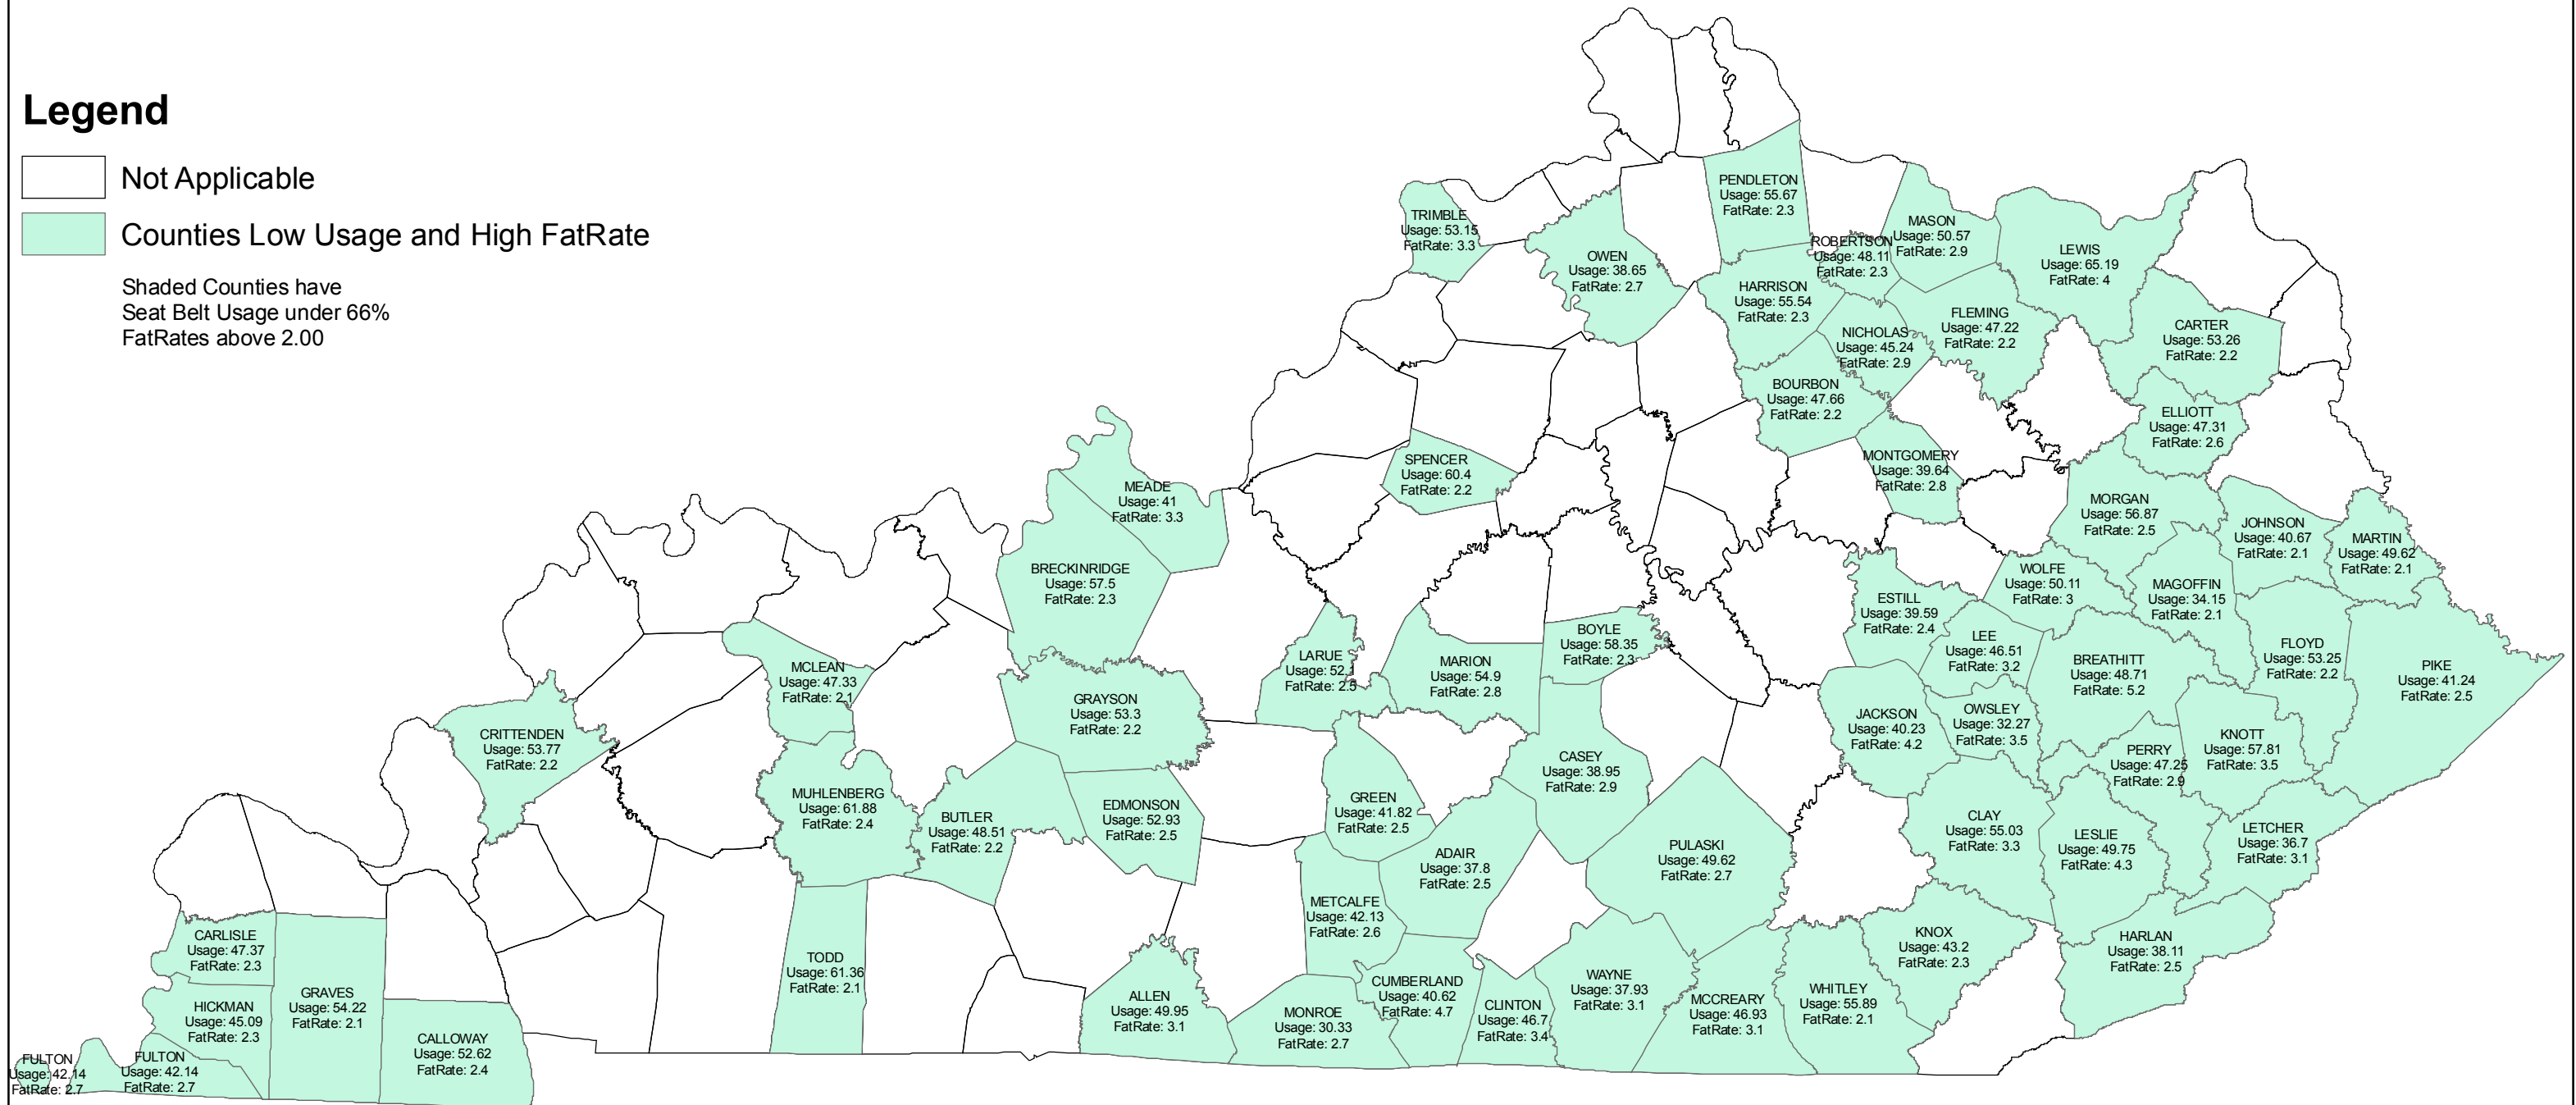 Legend
Not Applicable
Counties Low Usage and High FatRate
Shaded Counties have
Seat Belt Usage under 66%
FatRates above 2.00
PENDLETON
Usage: 55.67
FatRate: 2.3
TRIMBLE
Usage: 53.15
FatRate: 3.3
OWEN
Usage: 38.65
FatRate: 2.7
ROBERTSON
Usage: 48.11
FatRate: 2.3
MASON
Usage: 50.57
FatRate: 2.9
LEWIS
Usage: 65.19
FatRate: 4
HARRISON
Usage: 55.54
FatRate: 2.3
NICHOLAS
Usage: 45.24
FatRate: 2.9
FLEMING
Usage: 47.22
FatRate: 2.2
CARTER
Usage: 53.26
FatRate: 2.2
BOURBON
Usage: 47.66
FatRate: 2.2
ELLIOTT
Usage: 47.31
FatRate: 2.6
SPENCER
Usage: 60.4
FatRate: 2.2
MONTGOMERY
Usage: 39.64
FatRate: 2.8
MEADE
Usage: 41
FatRate: 3.3
MORGAN
Usage: 56.87
FatRate: 2.5
JOHNSON
Usage: 40.67
FatRate: 2.1
MARTIN
Usage: 49.62
FatRate: 2.1
BRECKINRIDGE
Usage: 57.5
FatRate: 2.3
WOLFE
Usage: 50.11
FatRate: 3
MAGOFFIN
Usage: 34.15
FatRate: 2.1
ESTILL
Usage: 39.59
FatRate: 2.4
LEE
Usage: 46.51
FatRate: 3.2
BOYLE
Usage: 58.35
FatRate: 2.3
FLOYD
Usage: 53.25
FatRate: 2.2
BREATHITT
Usage: 48.71
FatRate: 5.2
PIKE
Usage: 41.24
FatRate: 2.5
MCLEAN
Usage: 47.33
FatRate: 2.1
LARUE
Usage: 52.1
FatRate: 2.5
MARION
Usage: 54.9
FatRate: 2.8
GRAYSON
Usage: 53.3
FatRate: 2.2
JACKSON
Usage: 40.23
FatRate: 4.2
OWSLEY
Usage: 32.27
FatRate: 3.5
CRITTENDEN
Usage: 53.77
FatRate: 2.2
KNOTT
Usage: 57.81
FatRate: 3.5
PERRY
Usage: 47.25
FatRate: 2.9
CASEY
Usage: 38.95
FatRate: 2.9
MUHLENBERG
Usage: 61.88
FatRate: 2.4
BUTLER
Usage: 48.51
FatRate: 2.2
EDMONSON
Usage: 52.93
FatRate: 2.5
GREEN
Usage: 41.82
FatRate: 2.5
CLAY
Usage: 55.03
FatRate: 3.3
LESLIE
Usage: 49.75
FatRate: 4.3
LETCHER
Usage: 36.7
FatRate: 3.1
ADAIR
Usage: 37.8
FatRate: 2.5
PULASKI
Usage: 49.62
FatRate: 2.7
METCALFE
Usage: 42.13
FatRate: 2.6
KNOX
Usage: 43.2
FatRate: 2.3
HARLAN
Usage: 38.11
FatRate: 2.5
CARLISLE
Usage: 47.37
FatRate: 2.3
TODD
Usage: 61.36
FatRate: 2.1
GRAVES
Usage: 54.22
FatRate: 2.1
HICKMAN
Usage: 45.09
FatRate: 2.3
ALLEN
Usage: 49.95
FatRate: 3.1
CUMBERLAND
Usage: 40.62
FatRate: 4.7
WAYNE
Usage: 37.93
FatRate: 3.1
MONROE
Usage: 30.33
FatRate: 2.7
CLINTON
Usage: 46.7
FatRate: 3.4
MCCREARY
Usage: 46.93
FatRate: 3.1
WHITLEY
Usage: 55.89
FatRate: 2.1
CALLOWAY
Usage: 52.62
FatRate: 2.4
FULTON
Usage: 42.14
FatRate: 2.7
FULTON
Usage: 42.14
FatRate: 2.7